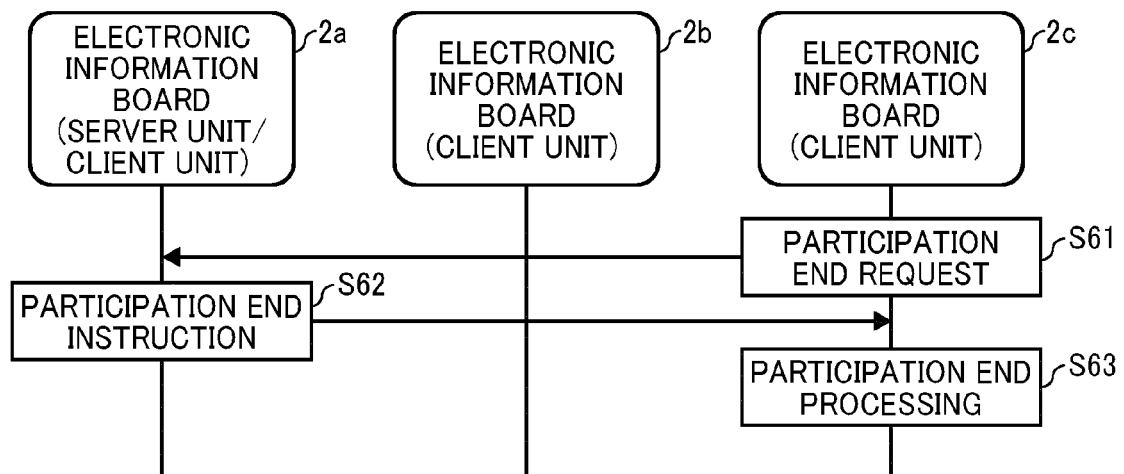 ELECTRONIC
INFORMATION
BOARD
(SERVER UNIT/
CLIENT UNIT)
2a
ELECTRONIC
INFORMATION
BOARD
(CLIENT UNIT)
2b
ELECTRONIC
INFORMATION
BOARD
(CLIENT UNIT)
2c
PARTICIPATION
END REQUEST
S61
PARTICIPATION END
INSTRUCTION
S62
PARTICIPATION END
PROCESSING
S63